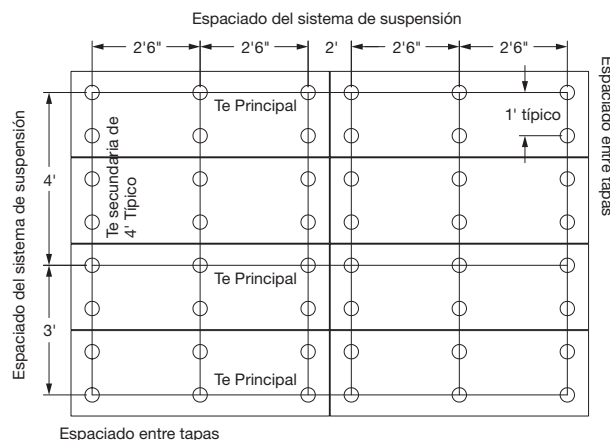 Espaciado del sistema de suspensión
2'6" 2'6" 2' 2'6" 2'6"
Te Principal
1' típico
Espaciado entre tapas
Espaciado del sistema de suspensión
4'
Te secundaria de
4' Típico
Te Principal
3'
Te Principal
Espaciado entre tapas